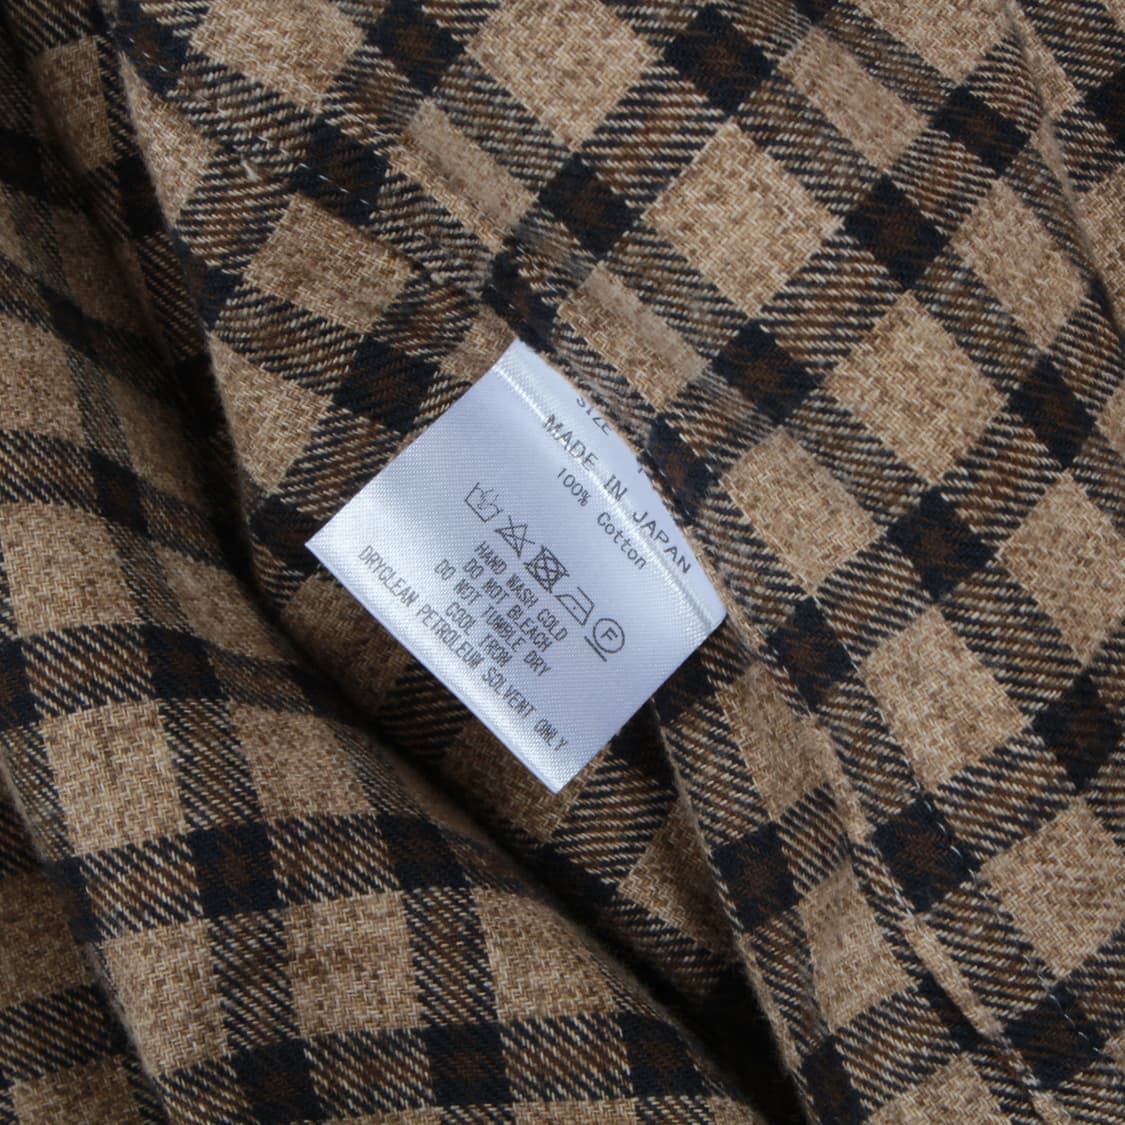 SIZE
MADE IN JAPAN
100% Cotton
F
HAND WASH COLD
DO NOT BLEACH
DO NOT TUMBLE DRY
COOL IRON
DRYCLEAN PETROLEUM SOLVENT ONLY